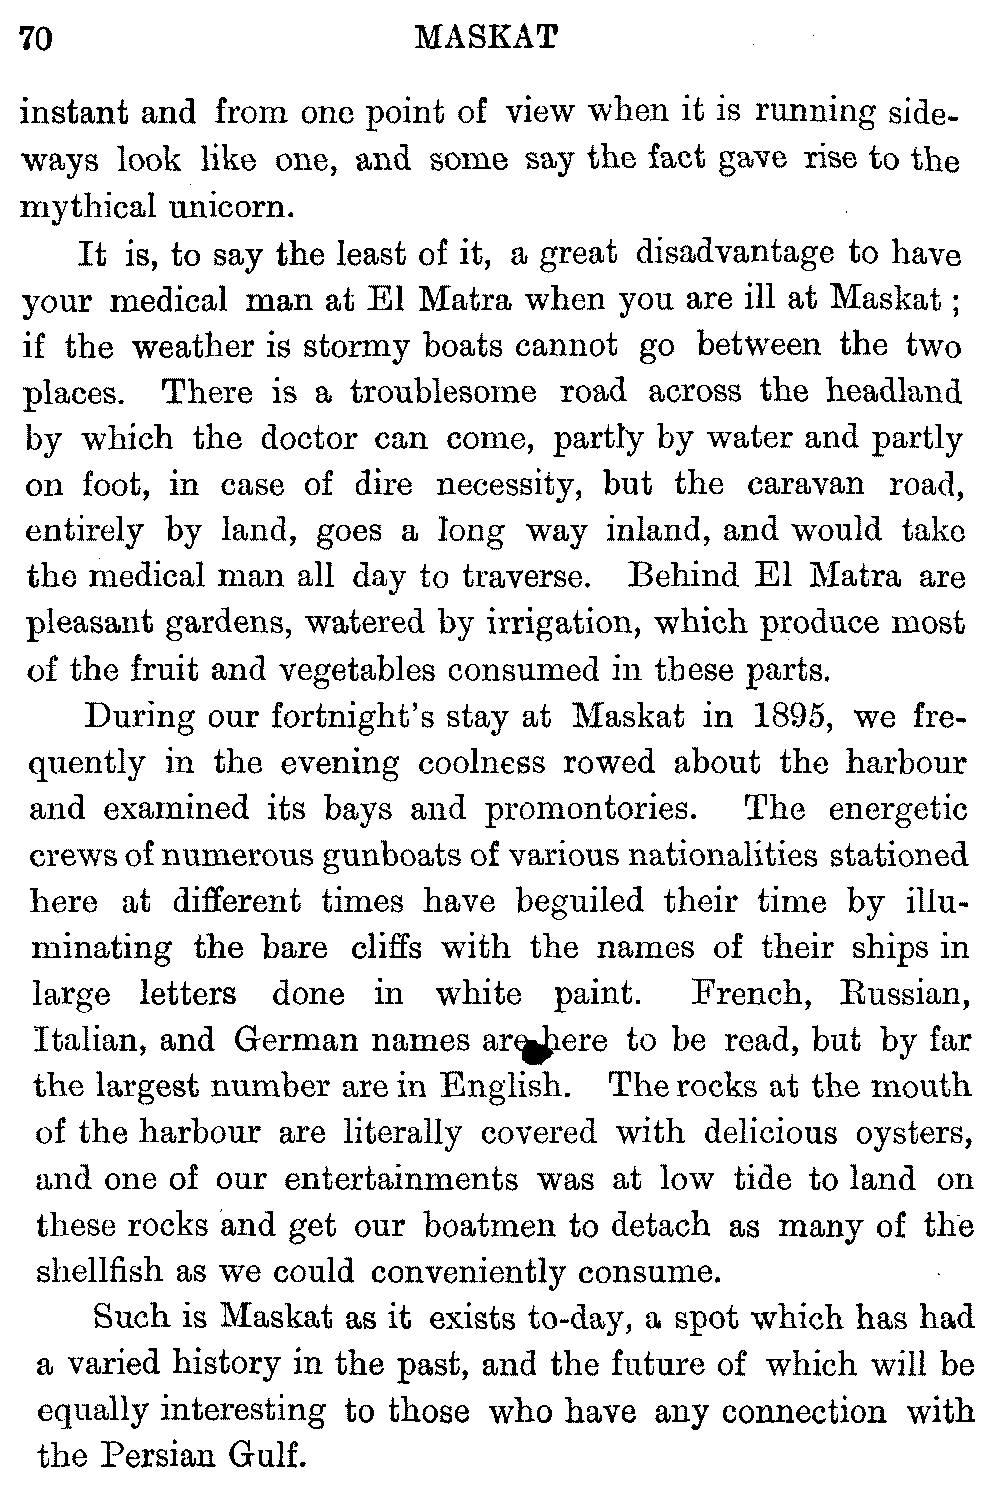 70 MASKAT
instant and from one point of view when it is running side-
ways look like one, and some say the fact gave rise to the
mythical unicorn.
It is, to say the least of it, a great disadvantage to have
your medical man at El Matra when you are ill at Maskat ;
if the weather is stormy boats cannot go between the two
places. There is a troublesome road across the headland
by which the doctor can come, partly by water and partly
on foot, in case of dire necessity, but the caravan road,
entirely by land, goes a long way inland, and would take
the medical man all day to traverse. Behind El Matra are
pleasant gardens, watered by irrigation, which produce most
of the fruit and vegetables consumed in these parts.
During our fortnight's stay at Maskat in 1895, we fre-
quently in the evening coolness rowed about the harbour
and examined its bays and promontories. The energetic
crews of numerous gunboats of various nationalities stationed
here at different times have beguiled their time by illu-
minating the bare cliffs with the names of their ships in
large letters done in white paint. French, Russian,
Italian, and German names are here to be read, but by far
the largest number are in English. The rocks at the mouth
of the harbour are literally covered with delicious oysters,
and one of our entertainments was at low tide to land on
these rocks and get our boatmen to detach as many of the
shellfish as we could conveniently consume.
Such is Maskat as it exists to-day, a spot which has had
a varied history in the past, and the future of which will be
equally interesting to those who have any connection with
the Persian Gulf.